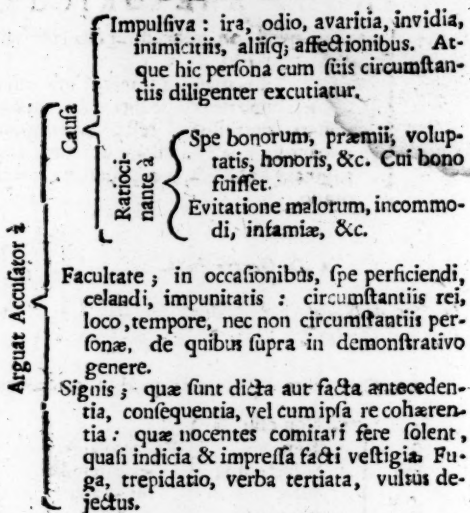 Arguat Accuſator à
Cauſa
Impulſiva : ira, odio, avaritia, invidia,
inimicitiis, aliiſq; affectionibus. At-
que hic perſona cum ſuis circumſtan-
tiis diligenter excutiatur.
Ratioci-
nante à
Spe bonorum, præmii, volup-
tatis, honoris, &c. Cui bono
fuiſſet.
Evitatione malorum, incommo-
di, infamiæ, &c.
Facultate ; in occaſionibus, ſpe perficiendi,
celandi, impunitatis : circumſtantiis rei,
loco, tempore, nec non circumſtantiis per-
ſonæ, de quibus ſupra in demonſtrativo
genere.
Signis ; quæ ſunt dicta aut facta anteceden-
tia, conſequentia, vel cum ipſa re cohæren-
tia : quæ nocentes comitari fere ſolent,
quaſi indicia & impreſſa facti veſtigia. Fu-
ga, trepidatio, verba tertiata, vultus de-
jectus.